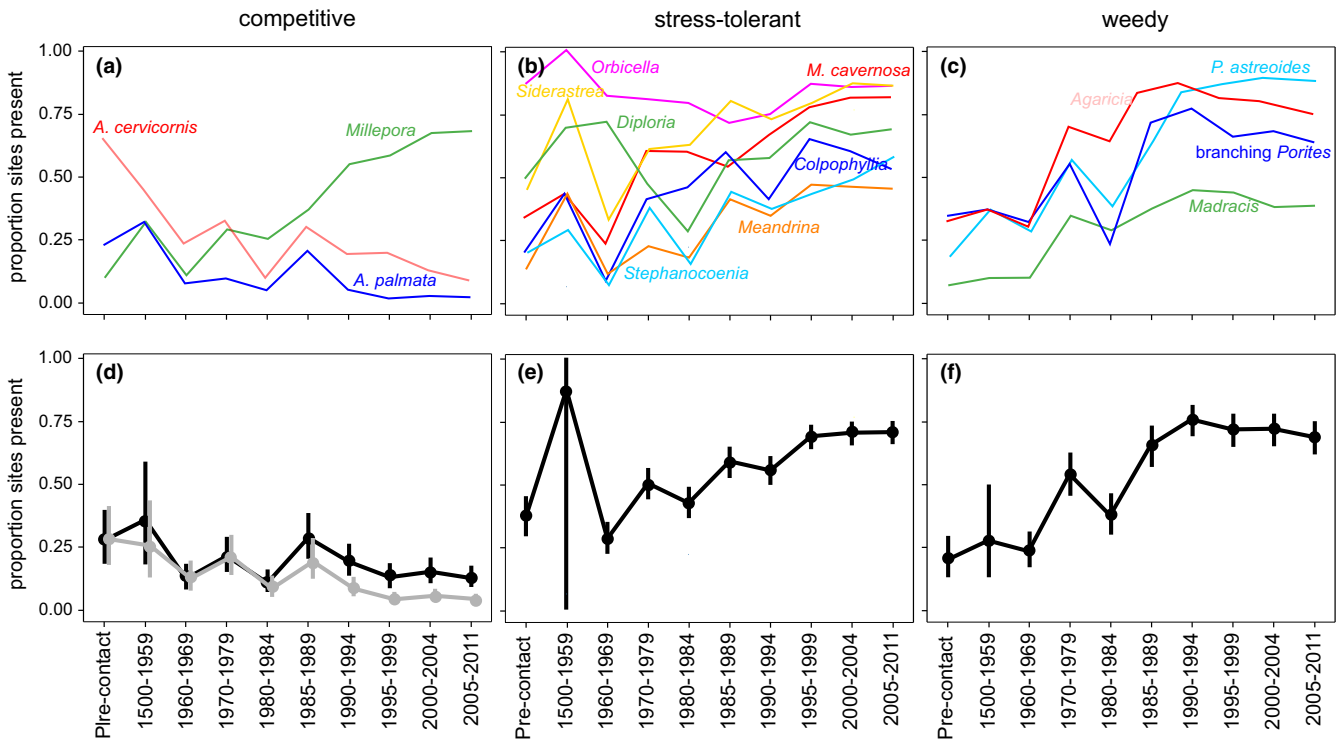 competitive
stress-tolerant
weedy
proportion sites present
1.00
0.75
0.50
0.25
0.00
(a)
A. cervicornis
Millepora
A. palmata
(b)
Orbicella
M. cavernosa
Siderastrea
Diploria
Colpophyllia
Meandrina
Stephanocoenia
(c)
P. astreoides
Agaricia
branching Porites
Madracis
proportion sites present
1.00
0.75
0.50
0.25
0.00
(d)
(e)
(f)
Plre-contact
1500-1959
1960-1969
1970-1979
1980-1984
1985-1989
1990-1994
1995-1999
2000-2004
2005-2011
Pre-contact
1500-1959
1960-1969
1970-1979
1980-1984
1985-1989
1990-1994
1995-1999
2000-2004
2005-2011
Pre-contact
1500-1959
1960-1969
1970-1979
1980-1984
1985-1989
1990-1994
1995-1999
2000-2004
2005-2011